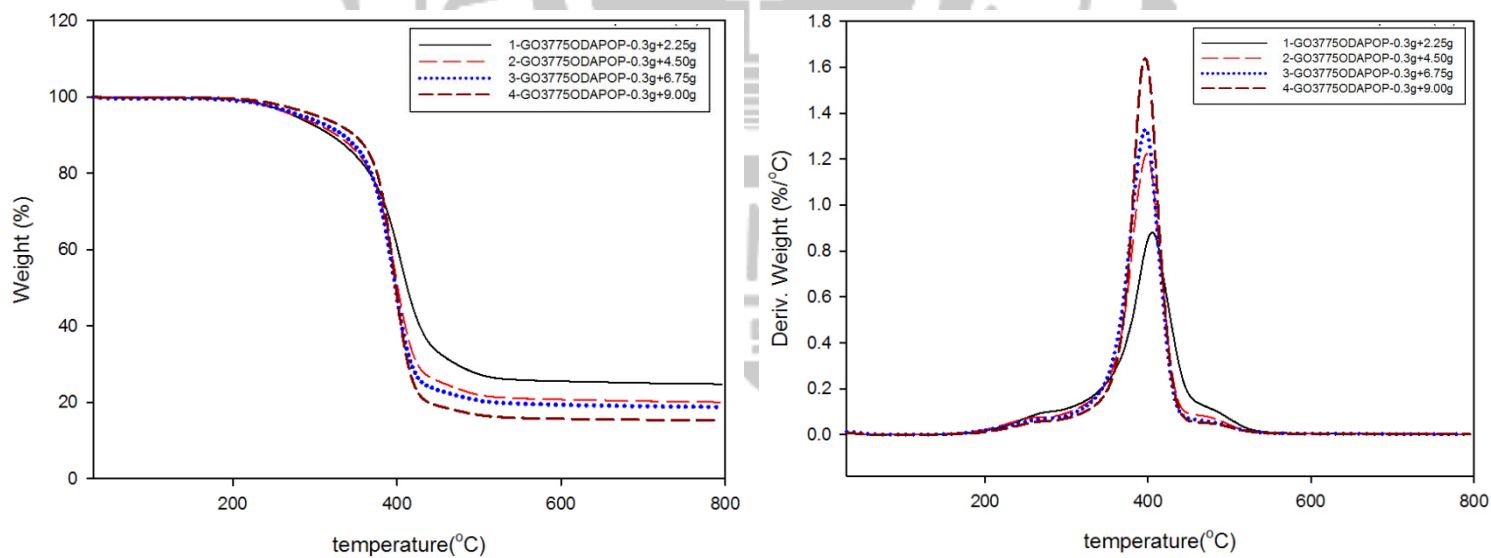 120
100
80
60
40
20
0
Weight (%)
1-GO3775ODAPOP-0.3g+2.25g
2-GO3775ODAPOP-0.3g+4.50g
3-GO3775ODAPOP-0.3g+6.75g
4-GO3775ODAPOP-0.3g+9.00g
200
400
600
800
temperature(°C)
1.8
1.6
1.4
1.2
1.0
0.8
0.6
0.4
0.2
0.0
Deriv. Weight (%/°C)
1-GO3775ODAPOP-0.3g+2.25g
2-GO3775ODAPOP-0.3g+4.50g
3-GO3775ODAPOP-0.3g+6.75g
4-GO3775ODAPOP-0.3g+9.00g
200
400
600
800
temperature(°C)